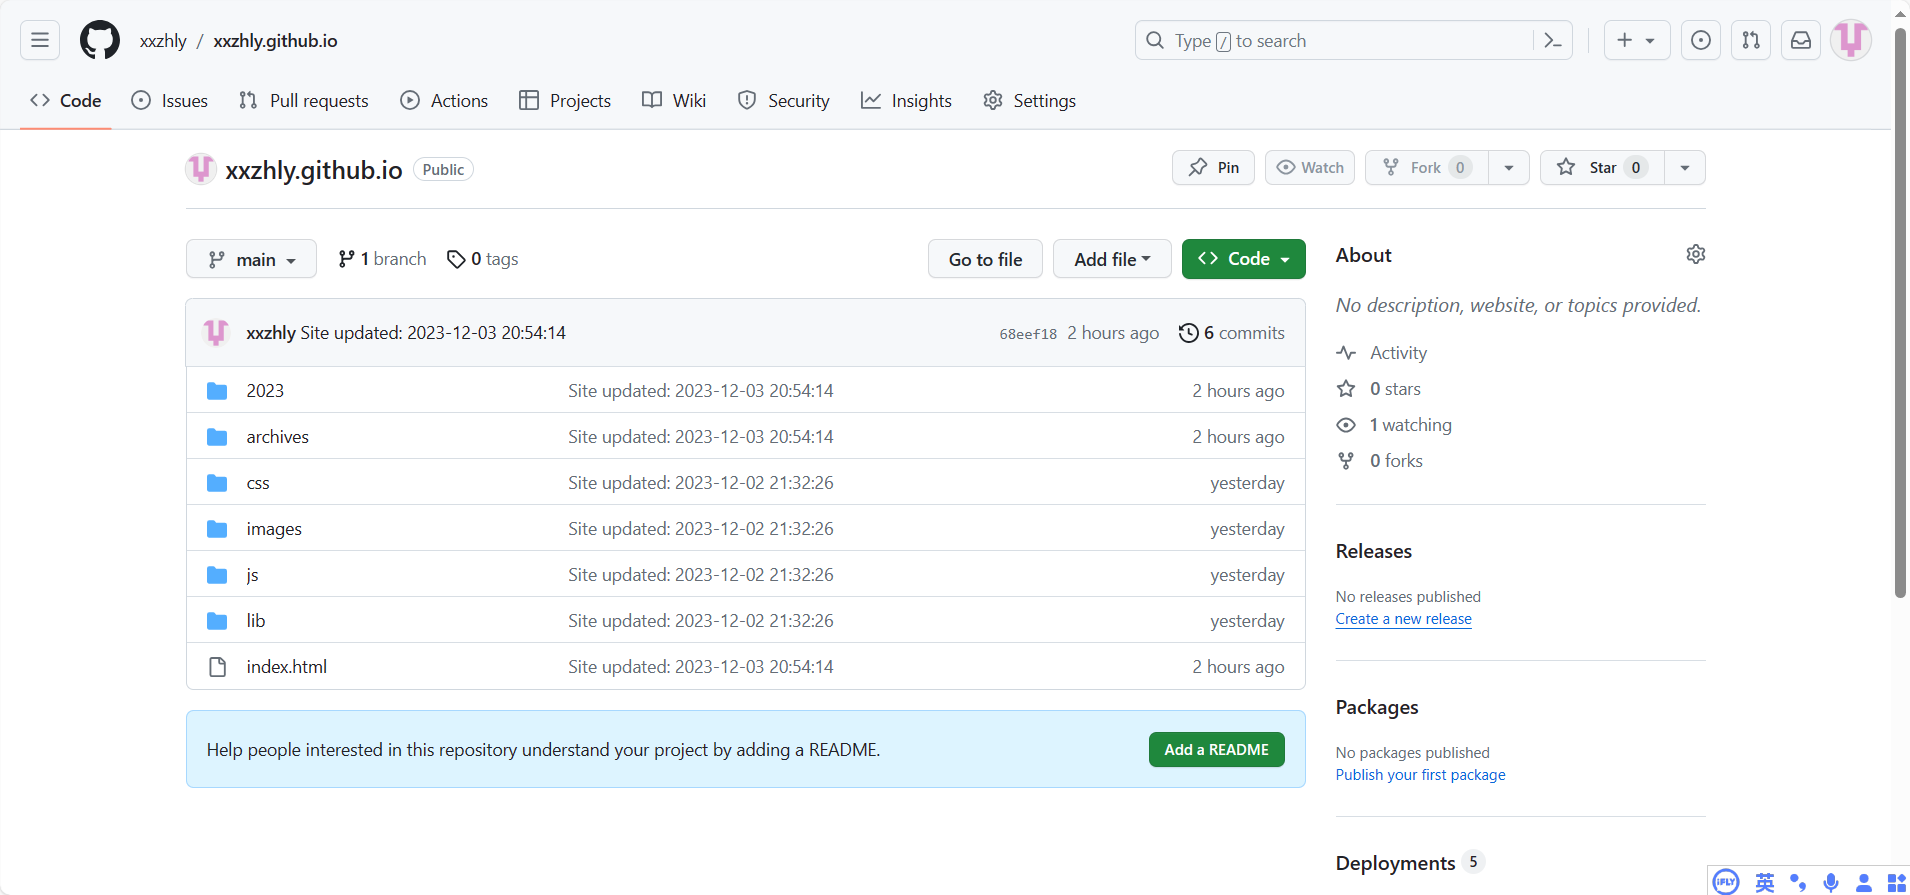 xxzhly / xxzhly.github.io
Type / to search
Code Issues Pull requests Actions Projects Wiki Security Insights Settings
xxzhly.github.io Public
Pin Watch Fork 0 Star 0
main 1 branch 0 tags Go to file Add file Code
xxzhly Site updated: 2023-12-03 20:54:14 68eef18 2 hours ago 6 commits
2023 Site updated: 2023-12-03 20:54:14 2 hours ago
archives Site updated: 2023-12-03 20:54:14 2 hours ago
css Site updated: 2023-12-02 21:32:26 yesterday
images Site updated: 2023-12-02 21:32:26 yesterday
js Site updated: 2023-12-02 21:32:26 yesterday
lib Site updated: 2023-12-02 21:32:26 yesterday
index.html Site updated: 2023-12-03 20:54:14 2 hours ago
Help people interested in this repository understand your project by adding a README. Add a README
About
No description, website, or topics provided.
Activity
0 stars
1 watching
0 forks
Releases
No releases published
Create a new release
Packages
No packages published
Publish your first package
Deployments 5
iFLY 英